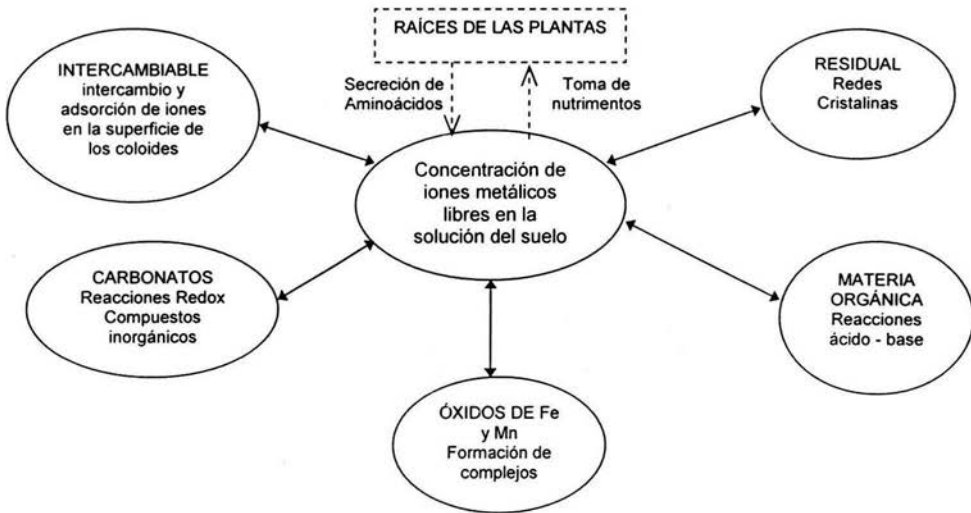 RAÍCES DE LAS PLANTAS
Secreción de
Aminoácidos
Toma de
nutrimentos
INTERCAMBIABLE
intercambio y
adsorción de iones
en la superficie de
los coloides
RESIDUAL
Redes
Cristalinas
Concentración de
iones metálicos
libres en la
solución del suelo
CARBONATOS
Reacciones Redox
Compuestos
inorgánicos
MATERIA
ORGÁNICA
Reacciones
ácido - base
ÓXIDOS DE Fe
y Mn
Formación de
complejos